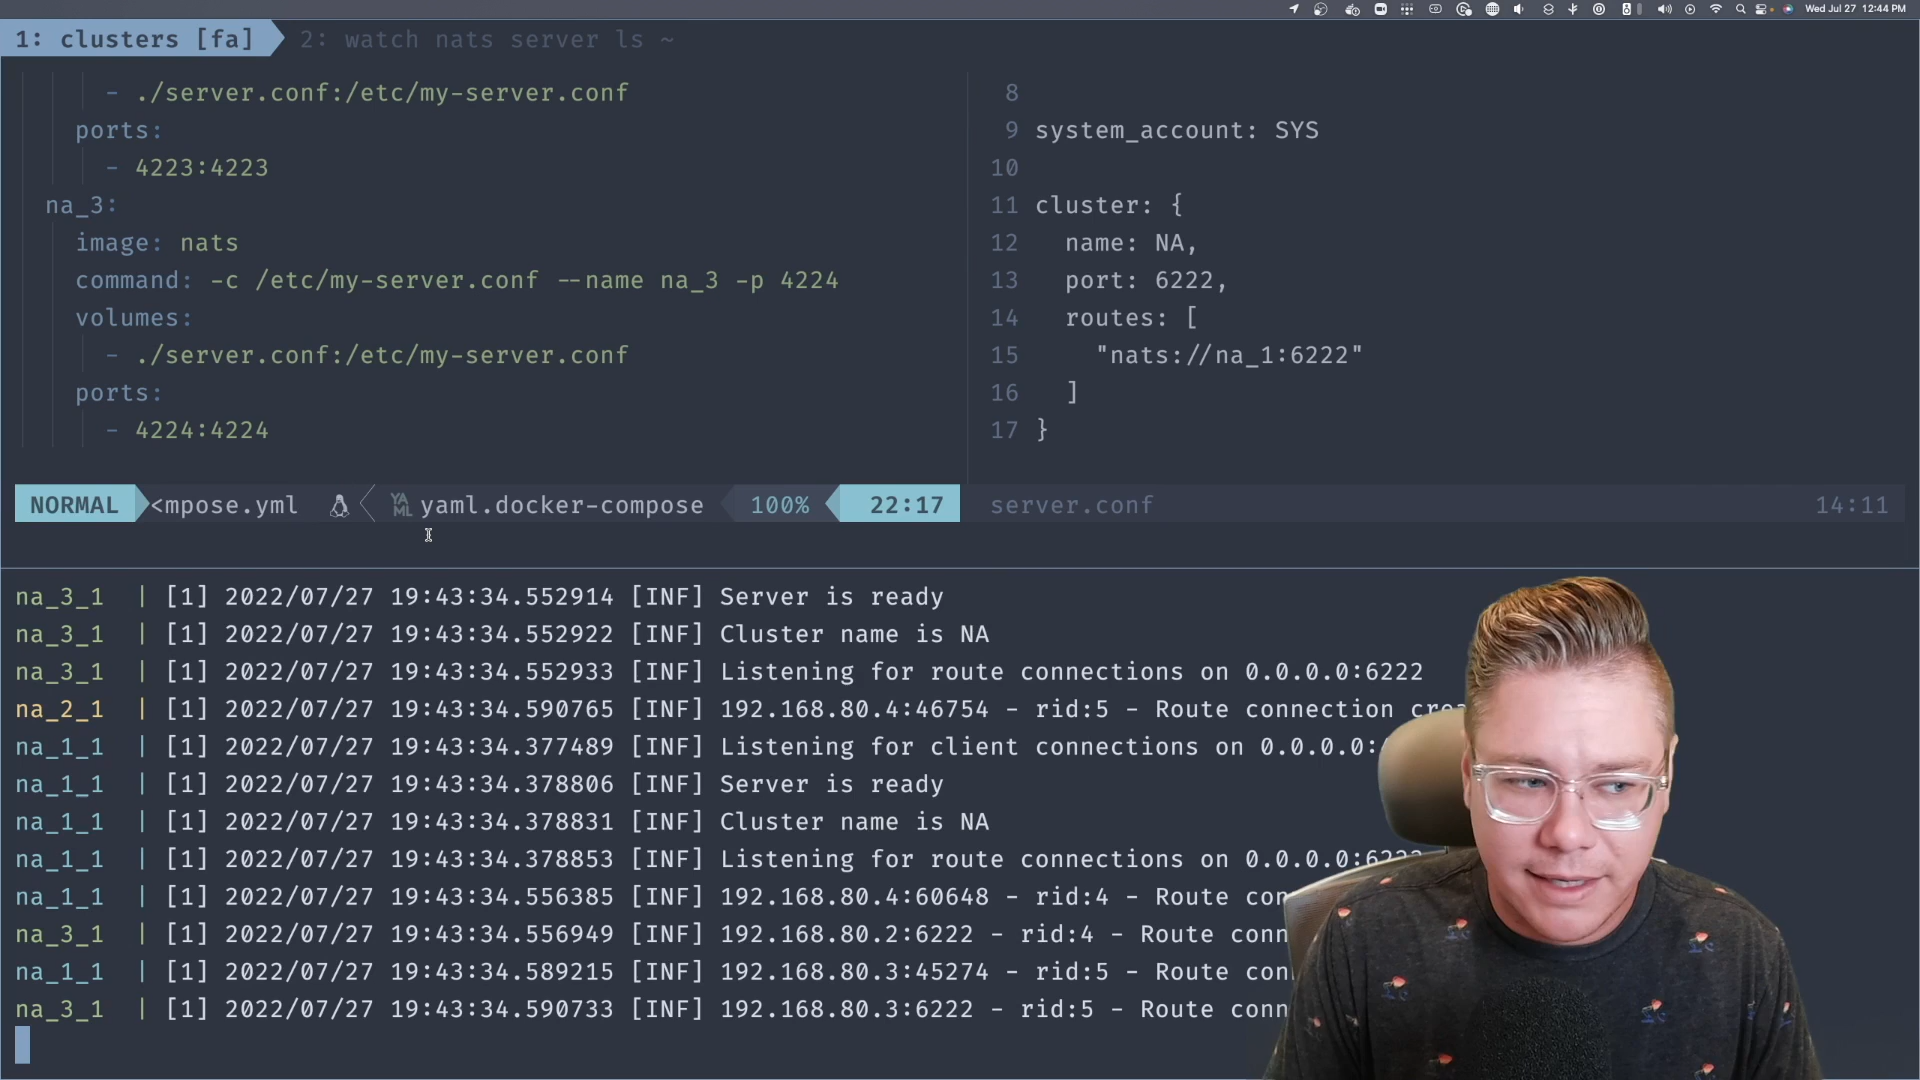 Wed Jul 27 12:44 PM
1: clusters [fa] 2: watch nats server ls ~
- ./server.conf:/etc/my-server.conf
ports:
- 4223:4223
na_3:
image: nats
command: -c /etc/my-server.conf --name na_3 -p 4224
volumes:
- ./server.conf:/etc/my-server.conf
ports:
- 4224:4224
8
9 system_account: SYS
10
11 cluster: {
12 name: NA,
13 port: 6222,
14 routes: [
15 "nats://na_1:6222"
16 ]
17 }
NORMAL <mpose.yml YAML yaml.docker-compose 100% 22:17 server.conf 14:11
na_3_1 | [1] 2022/07/27 19:43:34.552914 [INF] Server is ready
na_3_1 | [1] 2022/07/27 19:43:34.552922 [INF] Cluster name is NA
na_3_1 | [1] 2022/07/27 19:43:34.552933 [INF] Listening for route connections on 0.0.0.0:6222
na_2_1 | [1] 2022/07/27 19:43:34.590765 [INF] 192.168.80.4:46754 - rid:5 - Route connection crea
na_1_1 | [1] 2022/07/27 19:43:34.377489 [INF] Listening for client connections on 0.0.0.0:
na_1_1 | [1] 2022/07/27 19:43:34.378806 [INF] Server is ready
na_1_1 | [1] 2022/07/27 19:43:34.378831 [INF] Cluster name is NA
na_1_1 | [1] 2022/07/27 19:43:34.378853 [INF] Listening for route connections on 0.0.0.0:6222
na_1_1 | [1] 2022/07/27 19:43:34.556385 [INF] 192.168.80.4:60648 - rid:4 - Route con
na_3_1 | [1] 2022/07/27 19:43:34.556949 [INF] 192.168.80.2:6222 - rid:4 - Route conn
na_1_1 | [1] 2022/07/27 19:43:34.589215 [INF] 192.168.80.3:45274 - rid:5 - Route con
na_3_1 | [1] 2022/07/27 19:43:34.590733 [INF] 192.168.80.3:6222 - rid:5 - Route conn